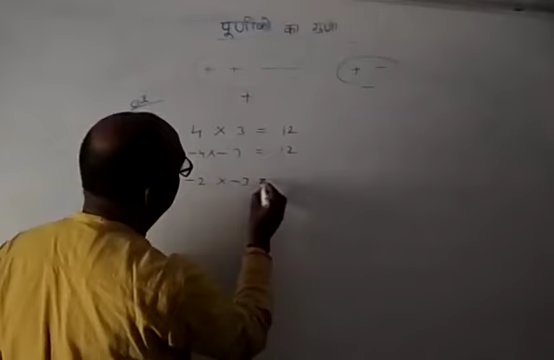 पूर्णांको का गुणा
+ + — —
+ —
+
—
4 × 3 = 12
-4 × - 3 = 12
-2 × -3 =